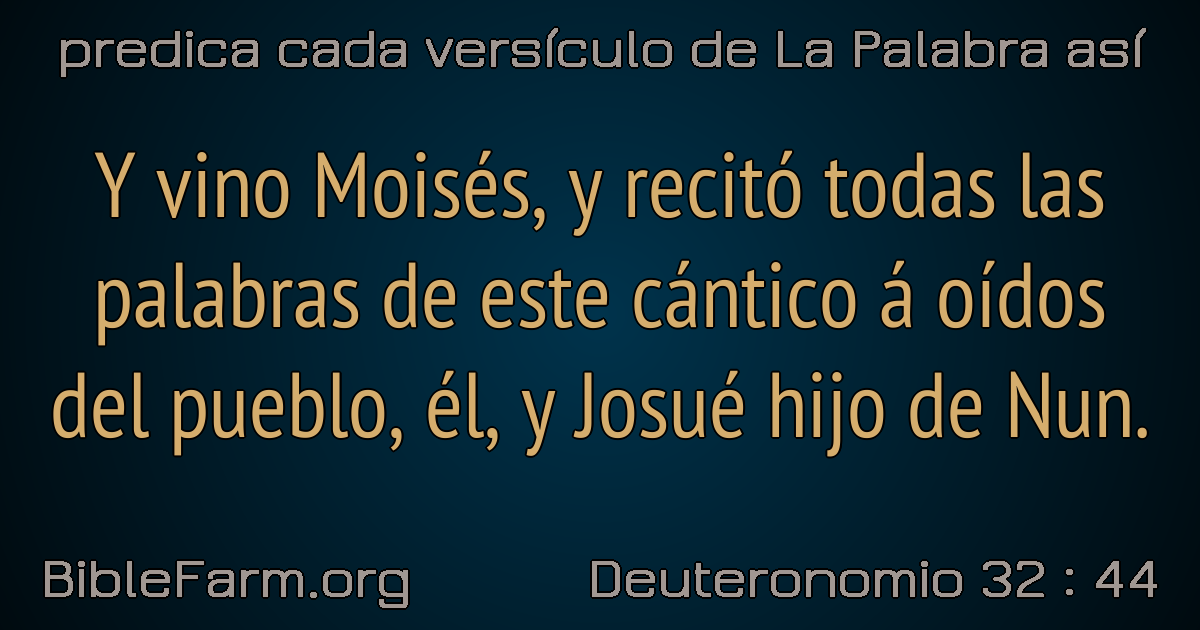 predica cada versículo de La Palabra así
Y vino Moisés, y recitó todas las
palabras de este cántico á oídos
del pueblo, él, y Josué hijo de Nun.
BibleFarm.org
Deuteronomio 32 : 44